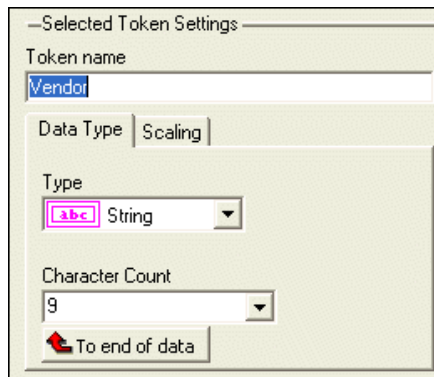 Selected Token Settings
Token name
Vendor
Data Type Scaling
Type
abc String
Character Count
9
To end of data